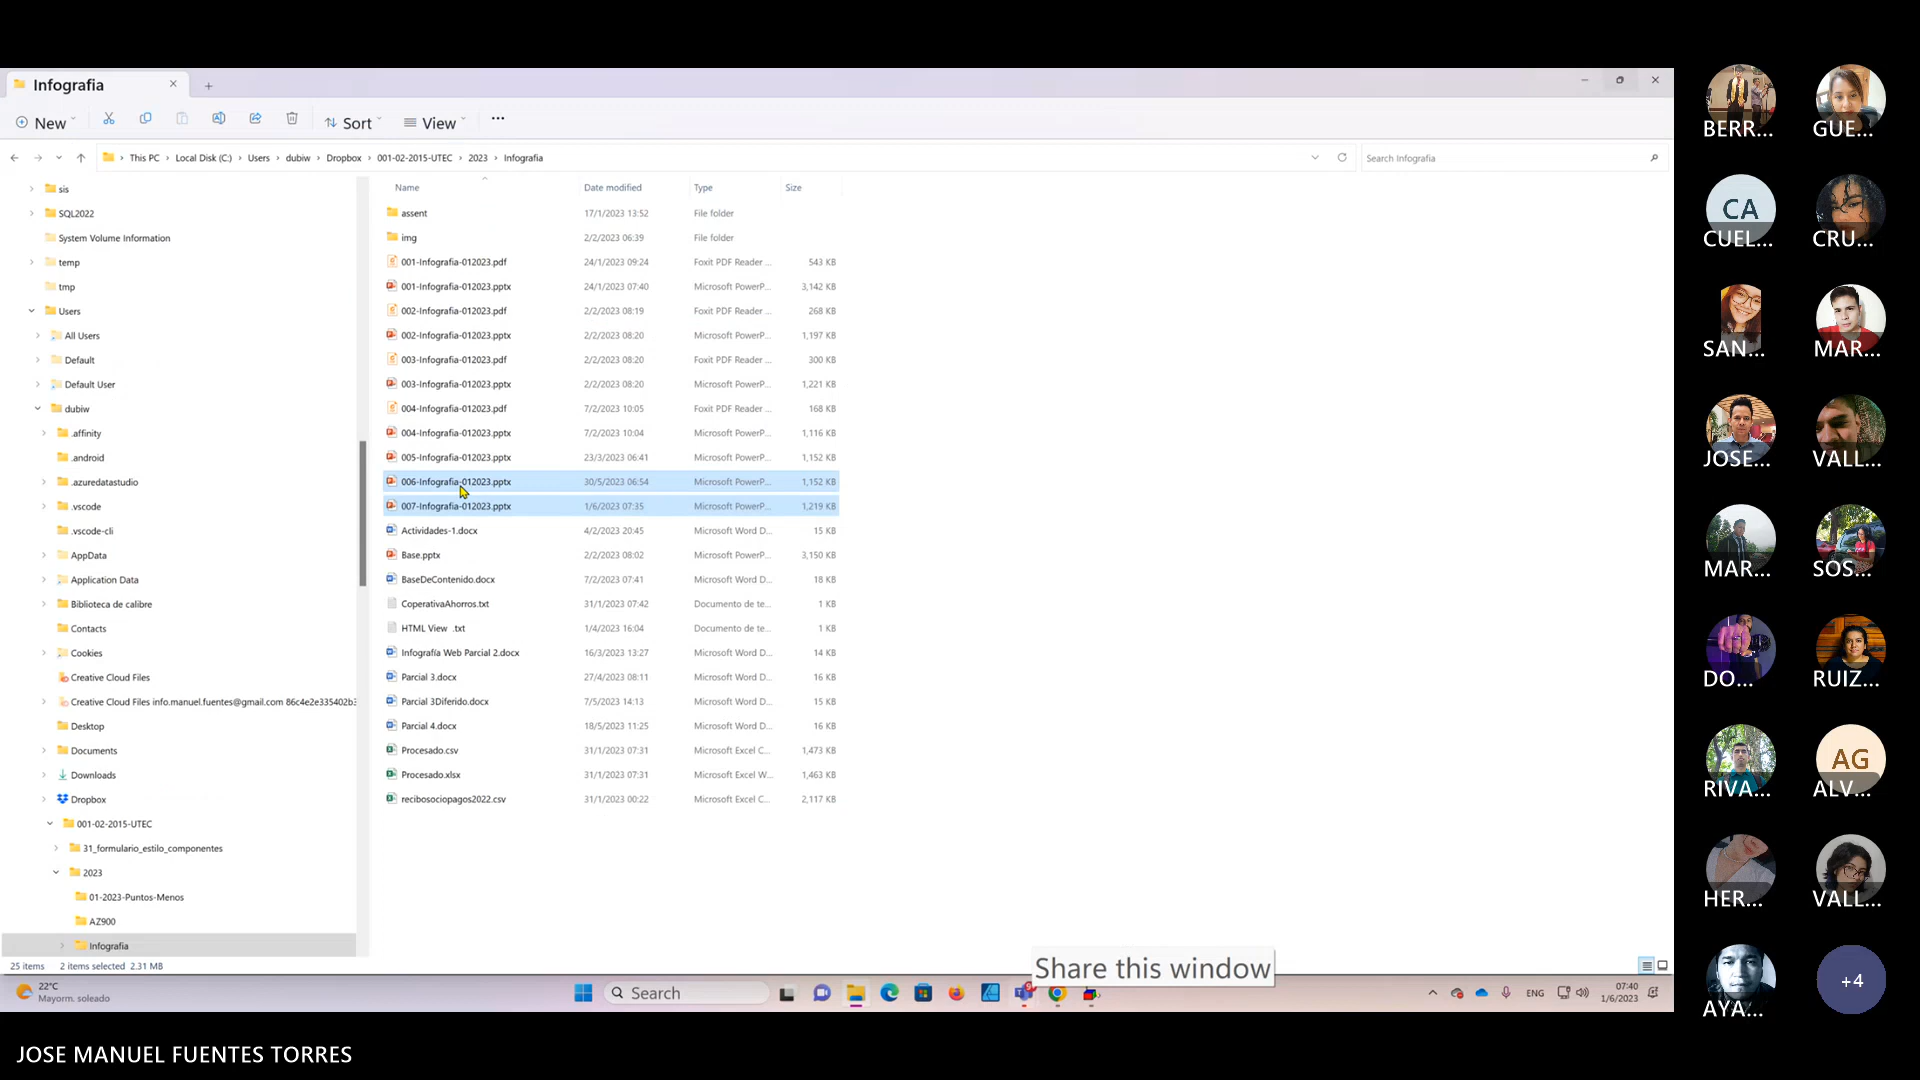 Infografia
New
Sort
View
This PC > Local Disk (C:) > Users > dubiw > Dropbox > 001-02-2015-UTEC > 2023 > Infografia
Search Infografia
sis
SQL2022
System Volume Information
temp
tmp
Users
All Users
Default
Default User
dubiw
.affinity
.android
.azuredatastudio
.vscode
.vscode-cli
AppData
Application Data
Biblioteca de calibre
Contacts
Cookies
Creative Cloud Files
Creative Cloud Files info.manuel.fuentes@gmail.com 86c4e2e335402b3
Desktop
Documents
Downloads
Dropbox
001-02-2015-UTEC
31_formulario_estilo_componentes
2023
01-2023-Puntos-Menos
AZ900
Infografia
Name Date modified Type Size
assent 17/1/2023 13:52 File folder
img 2/2/2023 06:39 File folder
001-Infografia-012023.pdf 24/1/2023 09:24 Foxit PDF Reader ... 543 KB
001-Infografia-012023.pptx 24/1/2023 07:40 Microsoft PowerP... 3,142 KB
002-Infografia-012023.pdf 2/2/2023 08:19 Foxit PDF Reader ... 268 KB
002-Infografia-012023.pptx 2/2/2023 08:20 Microsoft PowerP... 1,197 KB
003-Infografia-012023.pdf 2/2/2023 08:20 Foxit PDF Reader ... 300 KB
003-Infografia-012023.pptx 2/2/2023 08:20 Microsoft PowerP... 1,221 KB
004-Infografia-012023.pdf 7/2/2023 10:05 Foxit PDF Reader ... 168 KB
004-Infografia-012023.pptx 7/2/2023 10:04 Microsoft PowerP... 1,116 KB
005-Infografia-012023.pptx 23/3/2023 06:41 Microsoft PowerP... 1,152 KB
006-Infografia-012023.pptx 30/5/2023 06:54 Microsoft PowerP... 1,152 KB
007-Infografia-012023.pptx 1/6/2023 07:35 Microsoft PowerP... 1,219 KB
Actividades-1.docx 4/2/2023 20:45 Microsoft Word D... 15 KB
Base.pptx 2/2/2023 08:02 Microsoft PowerP... 3,150 KB
BaseDeContenido.docx 7/2/2023 07:41 Microsoft Word D... 18 KB
CoperativaAhorros.txt 31/1/2023 07:42 Documento de te... 1 KB
HTML View .txt 1/4/2023 16:04 Documento de te... 1 KB
Infografía Web Parcial 2.docx 16/3/2023 13:27 Microsoft Word D... 14 KB
Parcial 3.docx 27/4/2023 08:11 Microsoft Word D... 16 KB
Parcial 3Diferido.docx 7/5/2023 14:13 Microsoft Word D... 15 KB
Parcial 4.docx 18/5/2023 11:25 Microsoft Word D... 16 KB
Procesado.csv 31/1/2023 07:31 Microsoft Excel C... 1,473 KB
Procesado.xlsx 31/1/2023 07:31 Microsoft Excel W... 1,463 KB
recibosociopagos2022.csv 31/1/2023 00:22 Microsoft Excel C... 2,117 KB
25 items 2 items selected 2.31 MB
Share this window
22°C
Mayorm. soleado
Search
9
ENG
07:40
1/6/2023
BERR... GUE...
CA
CUEL... CRU...
SAN... MAR...
JOSE... VALL...
MAR... SOS...
DO... RUIZ...
AG
RIVA... ALV...
HER... VALL...
+4
AYA...
JOSE MANUEL FUENTES TORRES